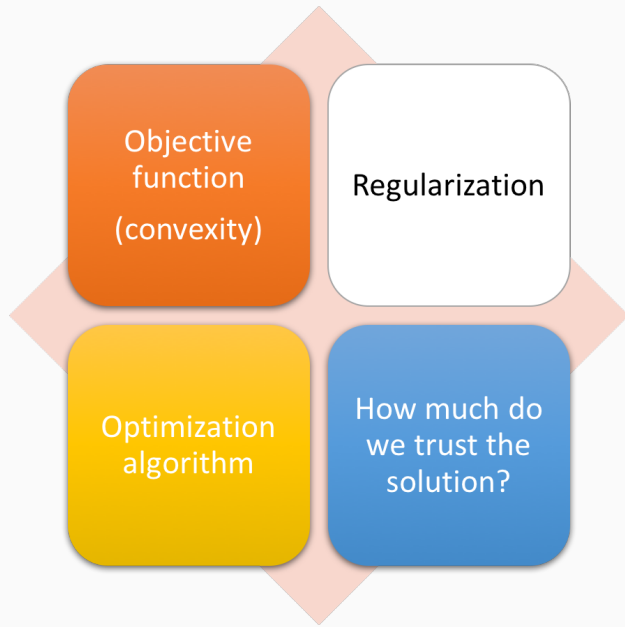 Objective
function
(convexity)
Regularization
Optimization
algorithm
How much do
we trust the
solution?